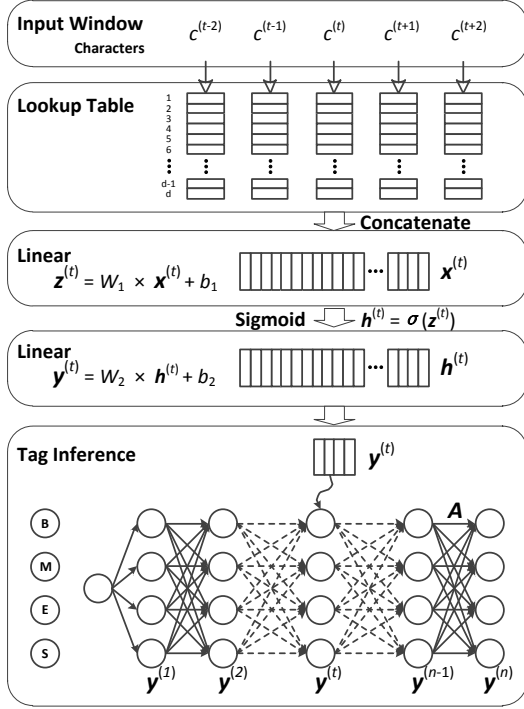 Input Window
Characters
c^(t-2) c^(t-1) c^(t) c^(t+1) c^(t+2)
Lookup Table
1
2
3
4
5
6
d-1
d
Concatenate
Linear
z^(t) = W₁ × x^(t) + b₁
... x^(t)
Sigmoid h^(t) = σ(z^(t))
Linear
y^(t) = W₂ × h^(t) + b₂
... h^(t)
Tag Inference
y^(t)
A
B
M
E
S
y^(1) y^(2) y^(t) y^(n-1) y^(n)